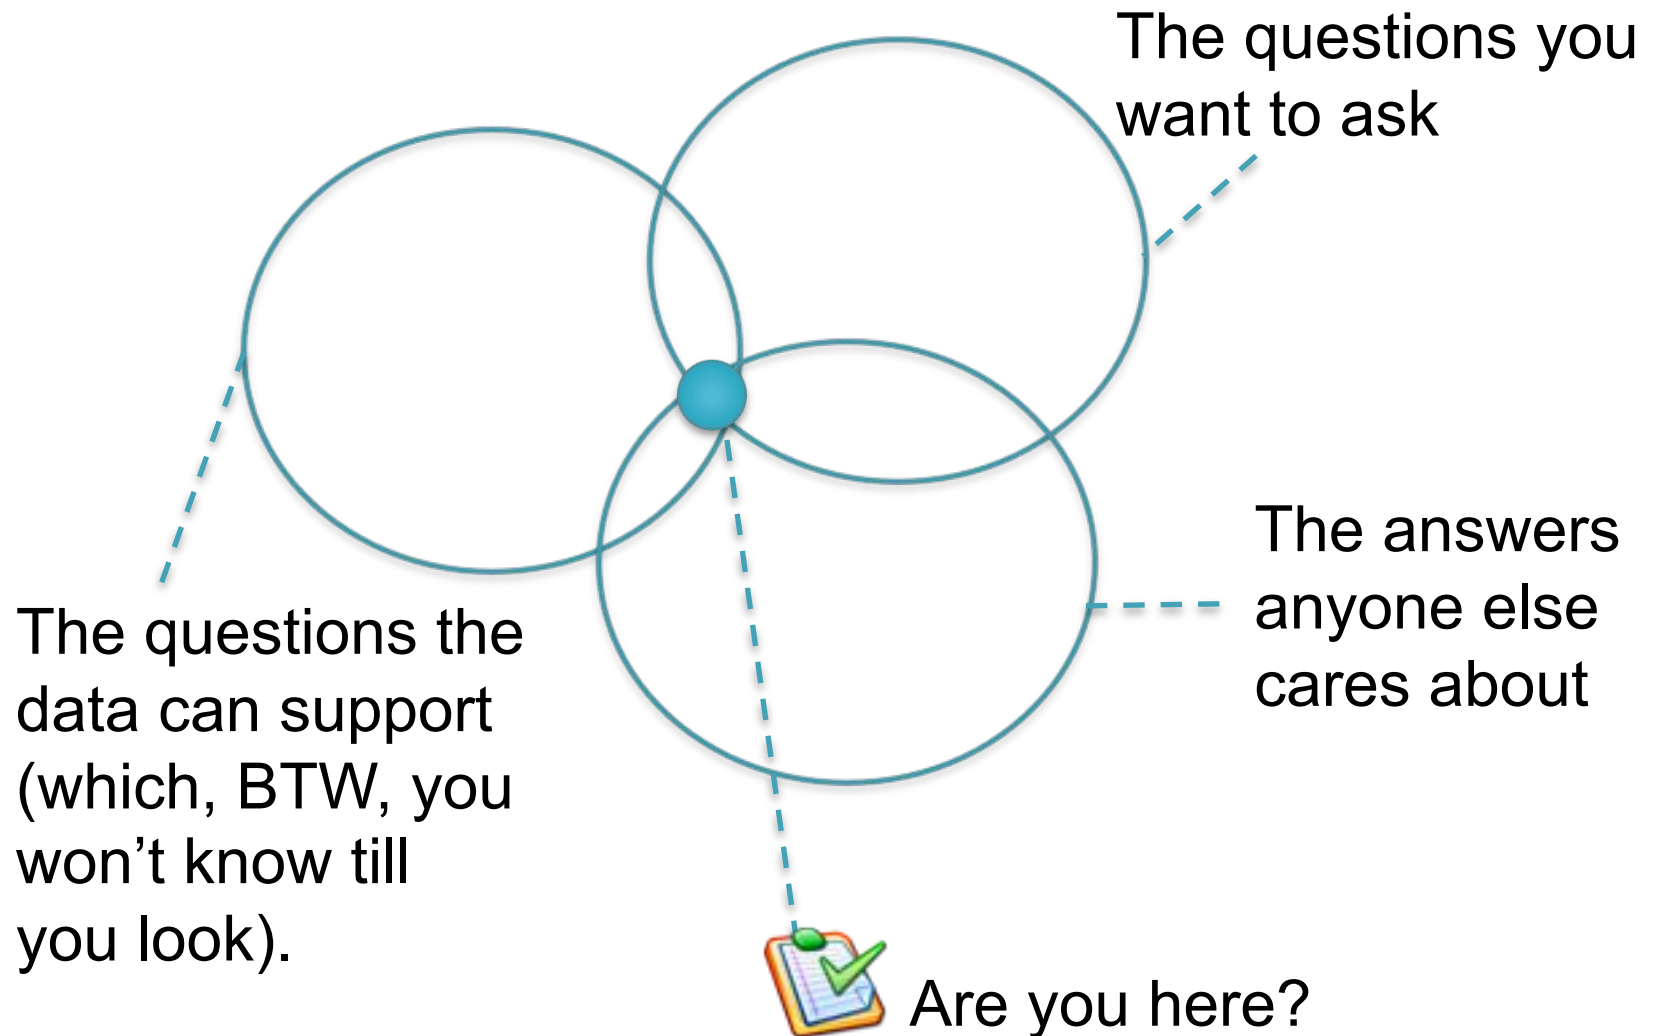 The questions you
want to ask
The answers
anyone else
cares about
The questions the
data can support
(which, BTW, you
won’t know till
you look).
Are you here?